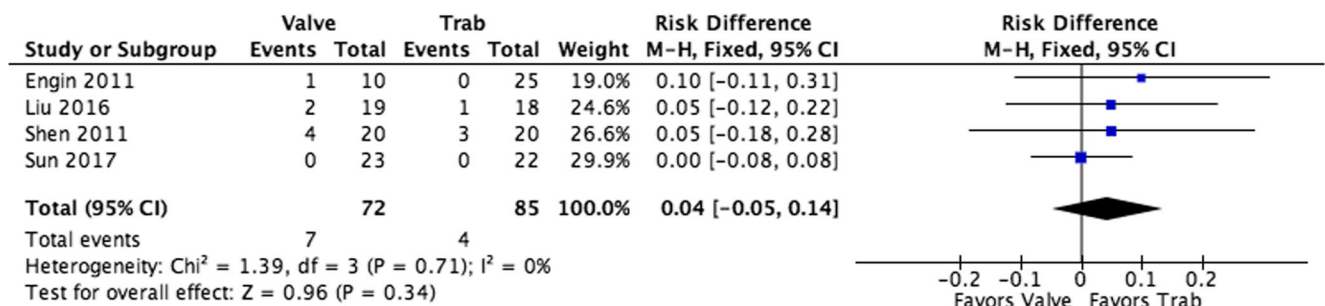 Valve Trab Risk Difference Risk Difference
Study or Subgroup Events Total Events Total Weight M-H, Fixed, 95% CI M-H, Fixed, 95% CI
Engin 2011 1 10 0 25 19.0% 0.10 [-0.11, 0.31]
Liu 2016 2 19 1 18 24.6% 0.05 [-0.12, 0.22]
Shen 2011 4 20 3 20 26.6% 0.05 [-0.18, 0.28]
Sun 2017 0 23 0 22 29.9% 0.00 [-0.08, 0.08]
Total (95% CI) 72 85 100.0% 0.04 [-0.05, 0.14]
Total events 7 4
Heterogeneity: Chi² = 1.39, df = 3 (P = 0.71); I² = 0%
Test for overall effect: Z = 0.96 (P = 0.34)
-0.2 -0.1 0 0.1 0.2
Favors Valve Favors Trab